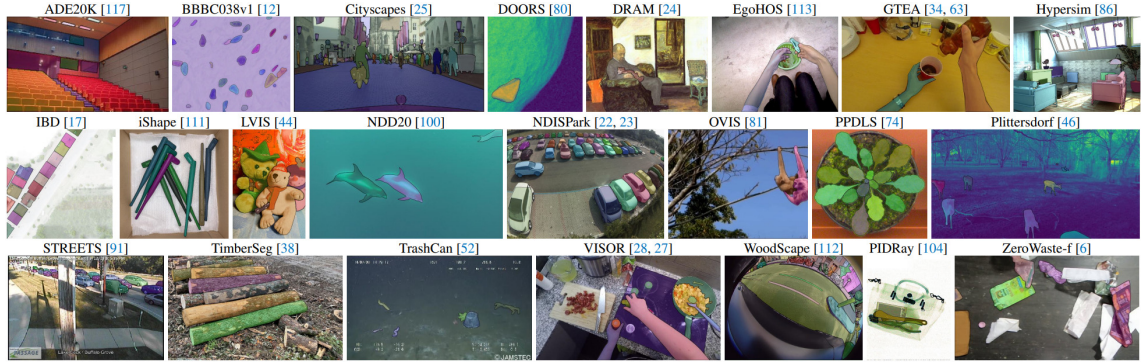 ADE20K [117] BBBC038v1 [12] Cityscapes [25] DOORS [80] DRAM [24] EgoHOS [113] GTEA [34, 63] Hypersim [86]
IBD [17] iShape [111] LVIS [44] NDD20 [100] NDISPark [22, 23] OVIS [81] PPDLS [74] Plittersdorf [46]
STREETS [91] TimberSeg [38] TrashCan [52] VISOR [28, 27] WoodScape [112] PIDRay [104] ZeroWaste-f [6]
© JAMSTEC